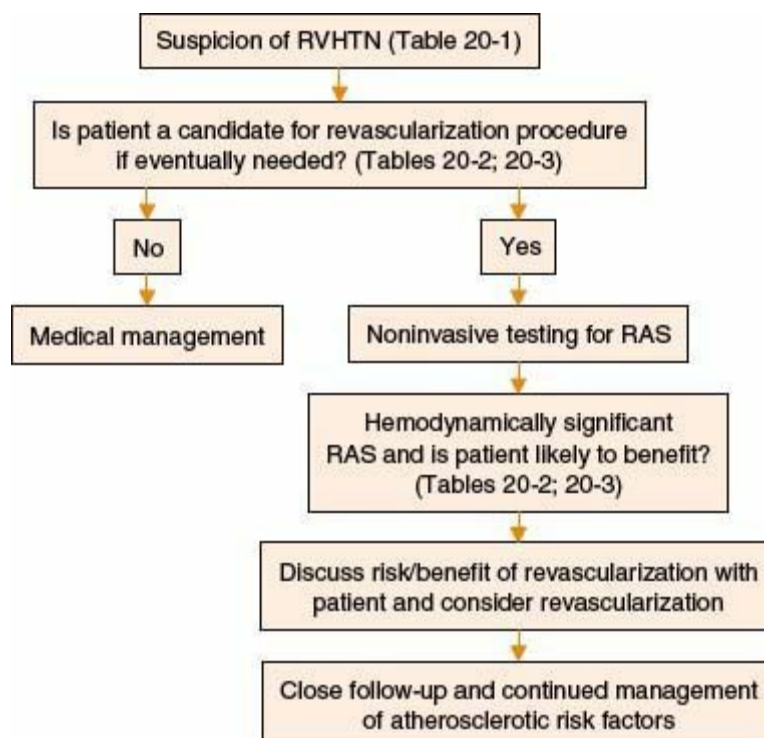 Suspicion of RVHTN (Table 20-1)
Is patient a candidate for revascularization procedure
if eventually needed? (Tables 20-2; 20-3)
No
Yes
Medical management
Noninvasive testing for RAS
Hemodynamically significant
RAS and is patient likely to benefit?
(Tables 20-2; 20-3)
Discuss risk/benefit of revascularization with
patient and consider revascularization
Close follow-up and continued management
of atherosclerotic risk factors